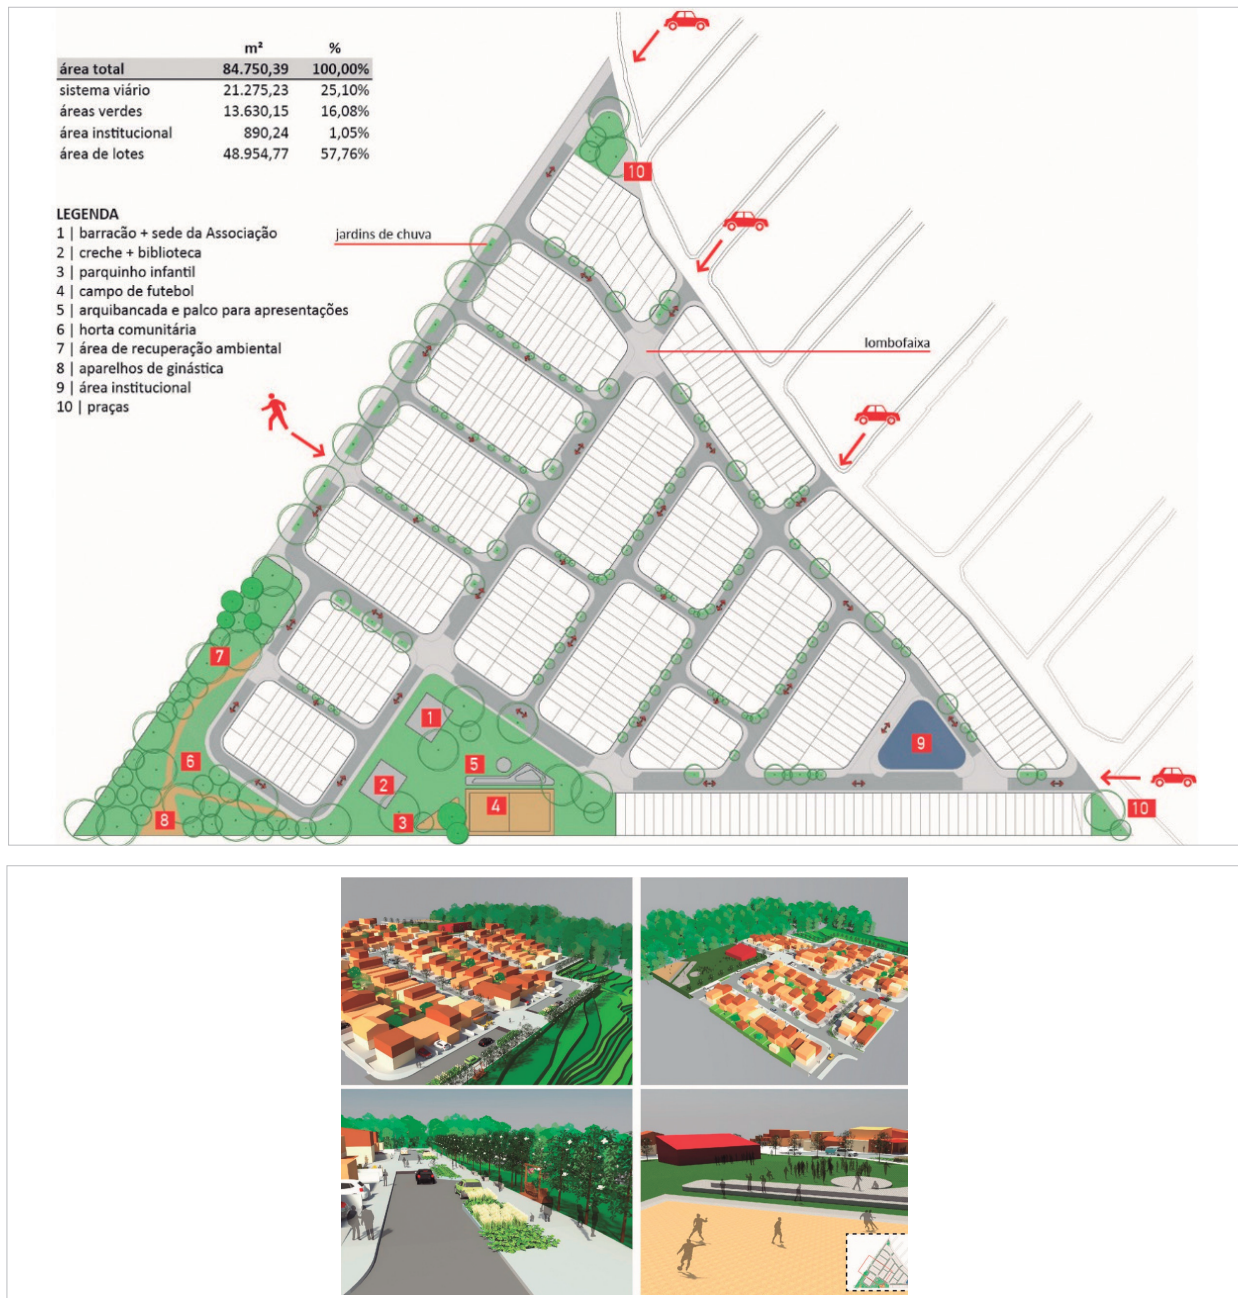 m² %
área total 84.750,39 100,00%
sistema viário 21.275,23 25,10%
áreas verdes 13.630,15 16,08%
área institucional 890,24 1,05%
área de lotes 48.954,77 57,76%
LEGENDA
1 | barracão + sede da Associação
2 | creche + biblioteca
3 | parquinho infantil
4 | campo de futebol
5 | arquibancada e palco para apresentações
6 | horta comunitária
7 | área de recuperação ambiental
8 | aparelhos de ginástica
9 | área institucional
10 | praças
10
jardins de chuva
lombofaixa
7
1
9
6
5
2
4
10
3
8